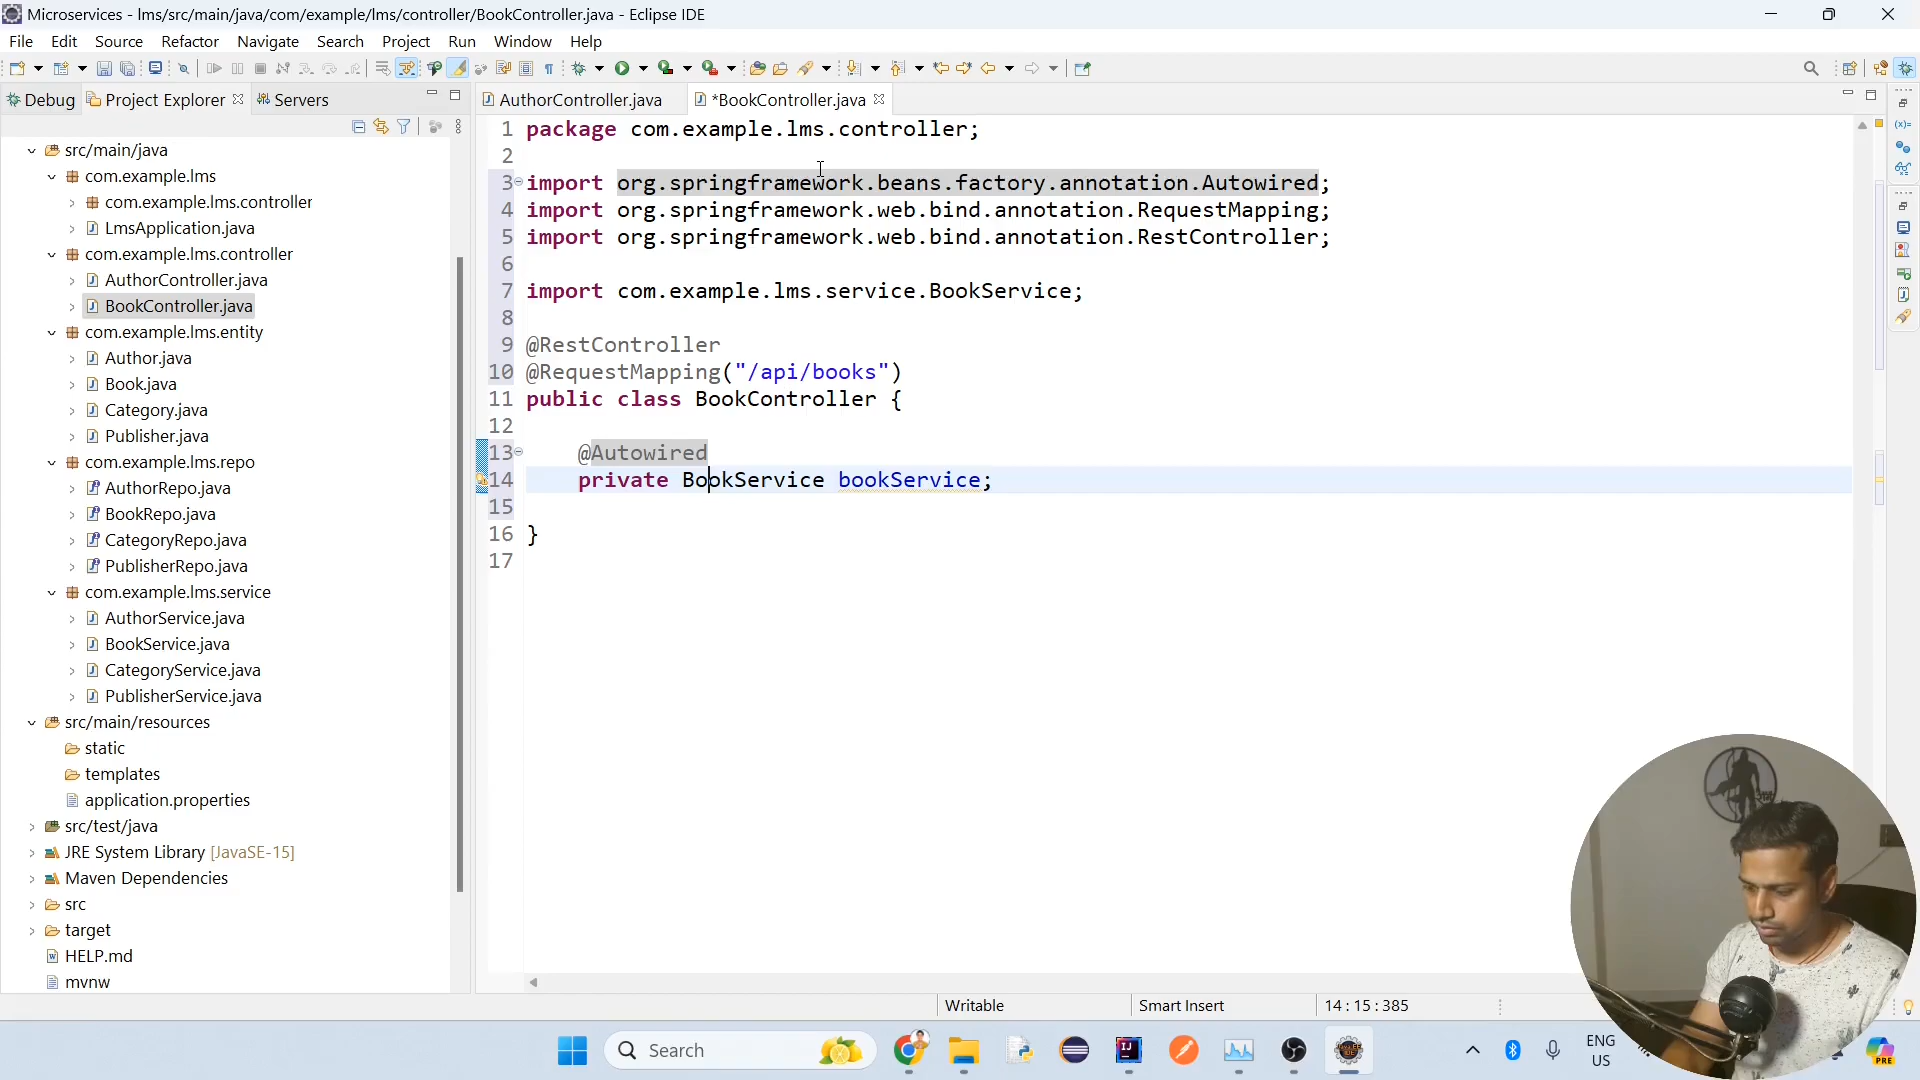 Microservices - lms/src/main/java/com/example/lms/controller/BookController.java - Eclipse IDE
File Edit Source Refactor Navigate Search Project Run Window Help
Debug Project Explorer Servers
AuthorController.java *BookController.java
src/main/java
com.example.lms
com.example.lms.controller
LmsApplication.java
com.example.lms.controller
AuthorController.java
BookController.java
com.example.lms.entity
Author.java
Book.java
Category.java
Publisher.java
com.example.lms.repo
AuthorRepo.java
BookRepo.java
CategoryRepo.java
PublisherRepo.java
com.example.lms.service
AuthorService.java
BookService.java
CategoryService.java
PublisherService.java
src/main/resources
static
templates
application.properties
src/test/java
JRE System Library [JavaSE-15]
Maven Dependencies
src
target
HELP.md
mvnw
1 package com.example.lms.controller;
2
3 import org.springframework.beans.factory.annotation.Autowired;
4 import org.springframework.web.bind.annotation.RequestMapping;
5 import org.springframework.web.bind.annotation.RestController;
6
7 import com.example.lms.service.BookService;
8
9 @RestController
10 @RequestMapping("/api/books")
11 public class BookController {
12
13 @Autowired
14 private BookService bookService;
15
16 }
17
Writable Smart Insert 14 : 15 : 385
Search
ENG
US
PRE